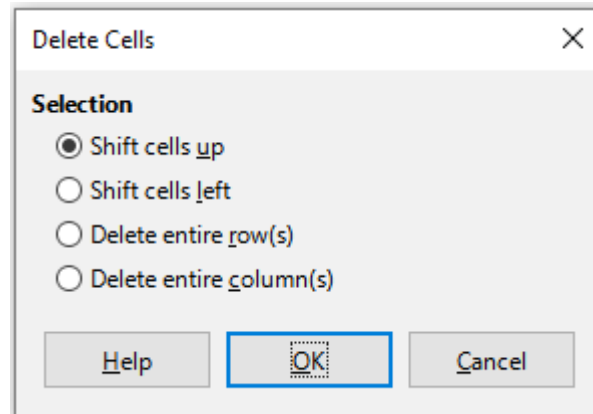 Delete Cells
Selection
Shift cells up
Shift cells left
Delete entire row(s)
Delete entire column(s)
Help OK Cancel